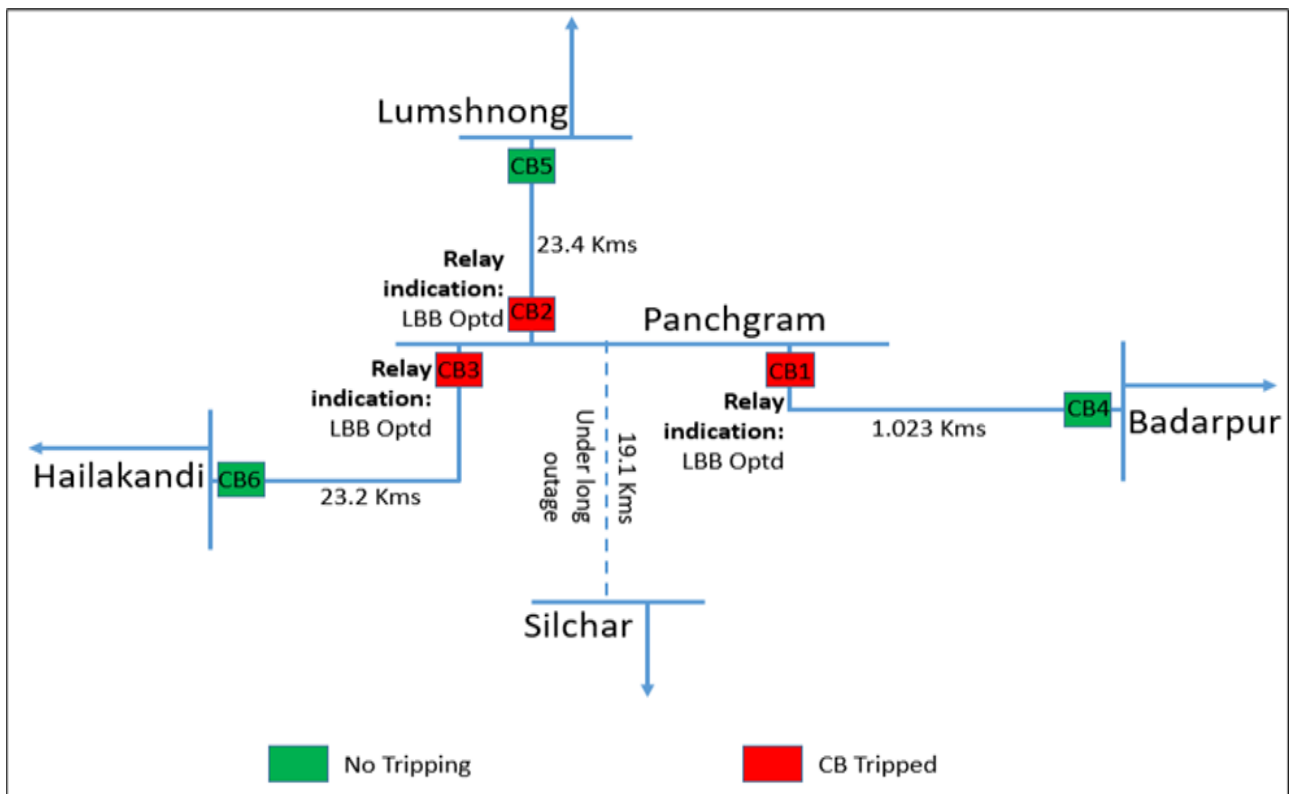 Lumshnong
CB5
23.4 Kms
Relay
indication:
LBB Optd
CB2
Panchgram
Relay
indication:
LBB Optd
CB3
CB1
Relay
indication:
LBB Optd
CB4
Badarpur
1.023 Kms
Hailakandi
CB6
23.2 Kms
19.1 Kms
Under long
outage
Silchar
No Tripping
CB Tripped